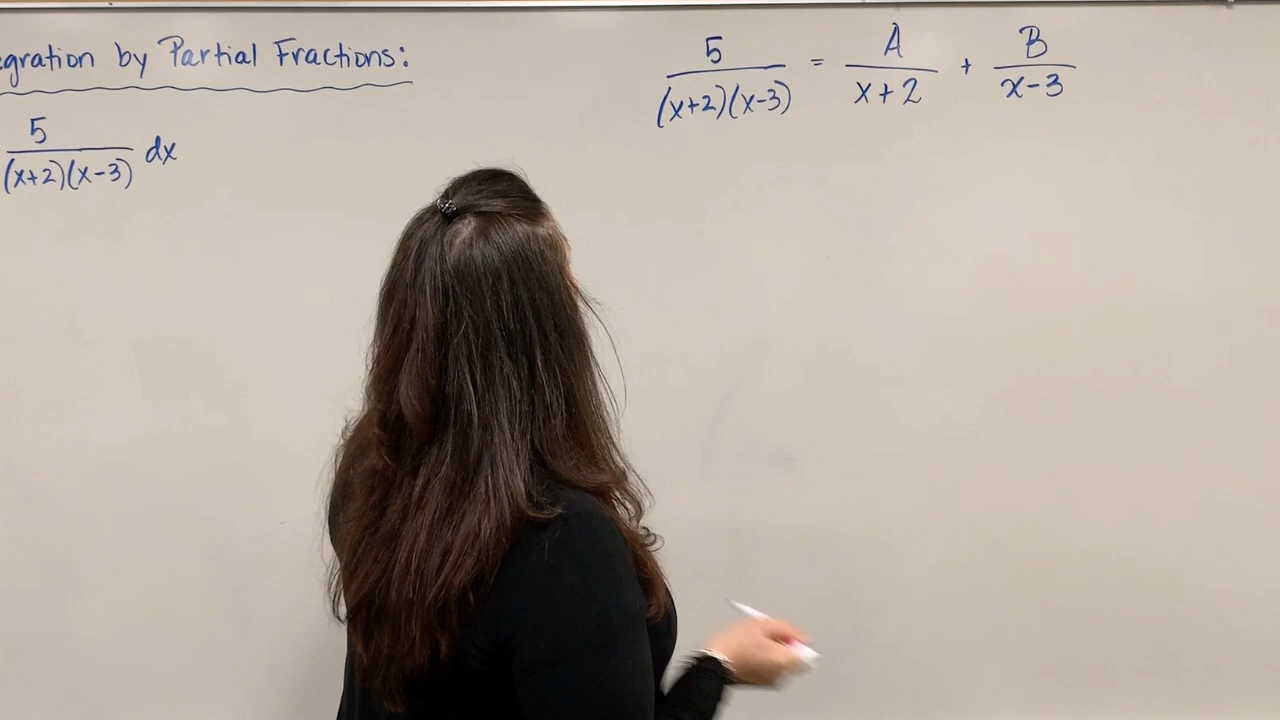 egration by Partial Fractions:
5
(x+2)(x-3) dx
5 = A + B
(x+2)(x-3) x+2 x-3